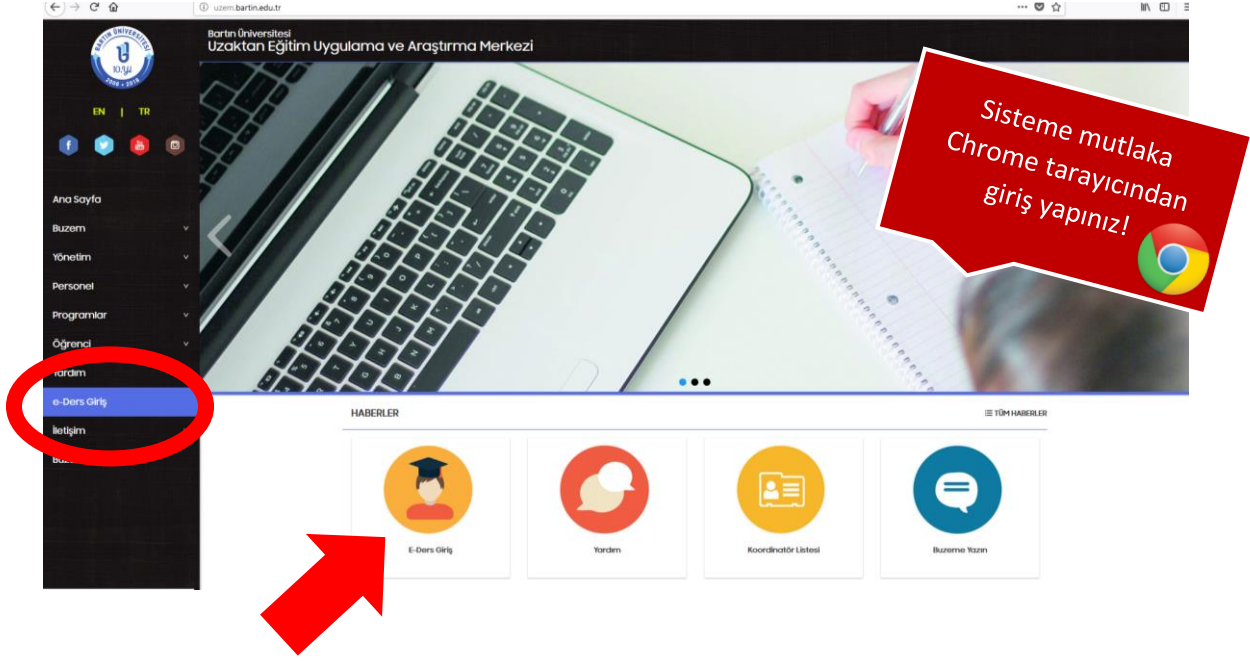 uzem.bartin.edu.tr
Bartın Üniversitesi
Uzaktan Eğitim Uygulama ve Araştırma Merkezi
BARTIN ÜNİVERSİTESİ
10.yıl
2008 - 2018
EN | TR
Sisteme mutlaka
Chrome tarayıcından
giriş yapınız!
Ana Sayfa
Buzem
Yönetim
Personel
Programlar
Öğrenci
Yardım
e-Ders Giriş
İletişim
HABERLER
TÜM HABERLER
E-Ders Giriş
Yardım
Koordinatör Listesi
Buzeme Yazın